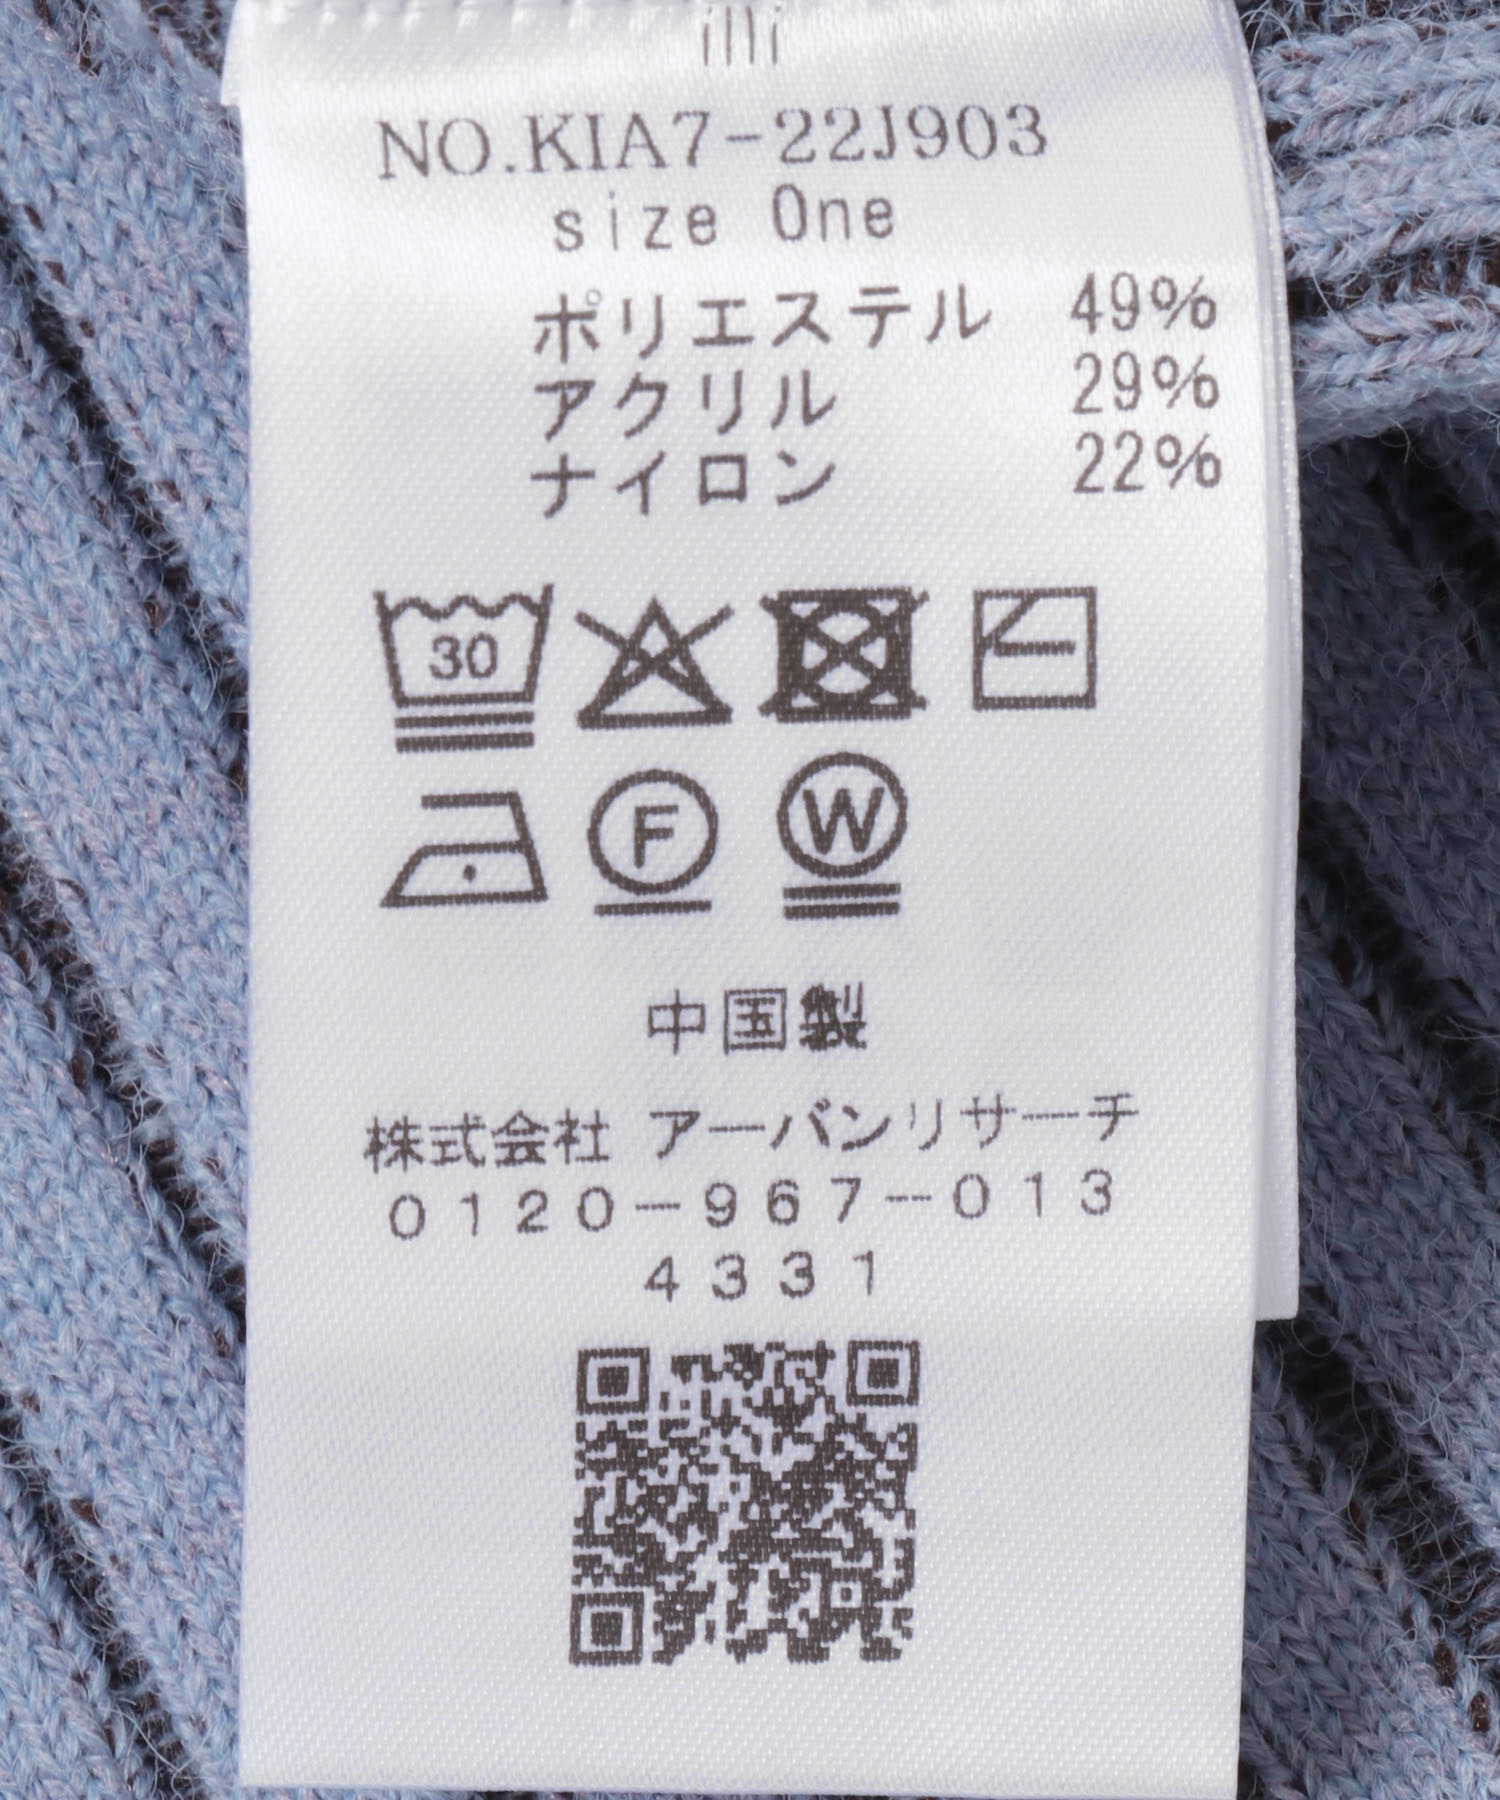 illi
NO.KIA7-22J903
size One
ポリエステル 49%
アクリル 29%
ナイロン 22%
30
F W
中国製
株式会社 アーバンリサーチ
0120-967-013
4331